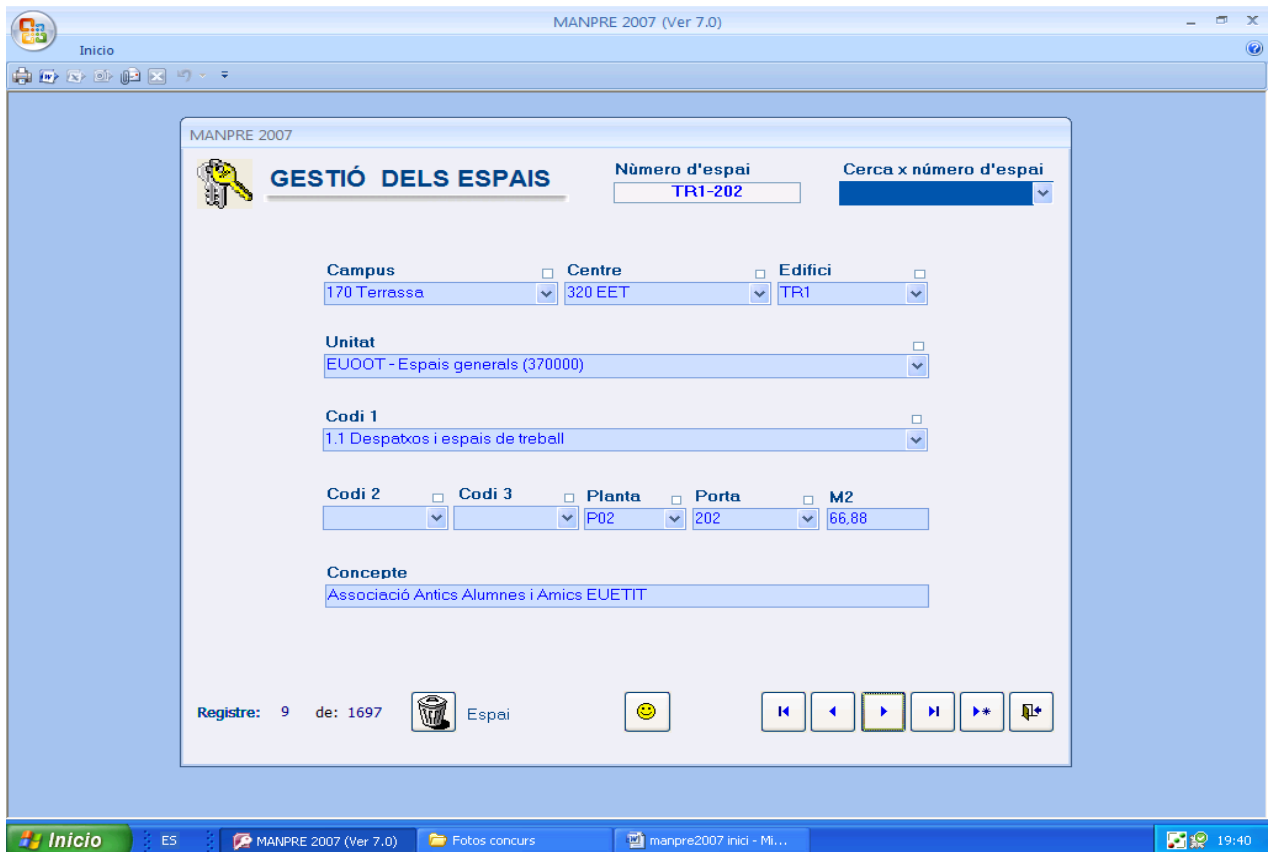 MANPRE 2007 (Ver 7.0)
Inicio
MANPRE 2007
GESTIÓ DELS ESPAIS
Nùmero d'espai
TR1-202
Cerca x número d'espai
Campus
Centre
Edifici
170 Terrassa
320 EET
TR1
Unitat
EUOOT - Espais generals (370000)
Codi 1
1.1 Despatxos i espais de treball
Codi 2
Codi 3
Planta
Porta
M2
P02
202
66,88
Concepte
Associació Antics Alumnes i Amics EUETIT
Registre: 9 de: 1697
Espai
Inicio
ES
MANPRE 2007 (Ver 7.0)
Fotos concurs
manpre2007 inici - Mi...
19:40